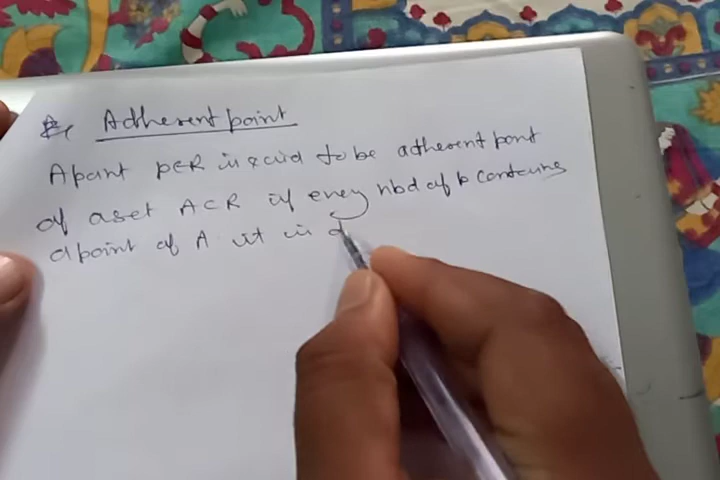 Adherent point
A point p∈R is said to be adherent point
of a set A⊂R if every nbd of p contains
a point of A it is